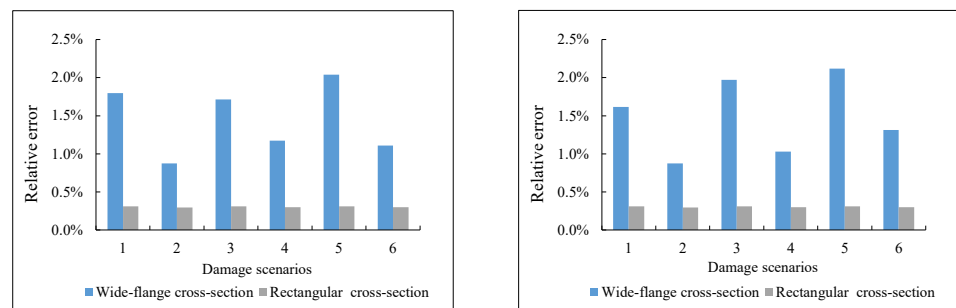 2.5%
2.0%
1.5%
1.0%
0.5%
0.0%
Relative error
1 2 3 4 5 6
Damage scenarios
Wide-flange cross-section Rectangular cross-section
2.5%
2.0%
1.5%
1.0%
0.5%
0.0%
Relative error
1 2 3 4 5 6
Damage scenarios
Wide-flange cross-section Rectangular cross-section